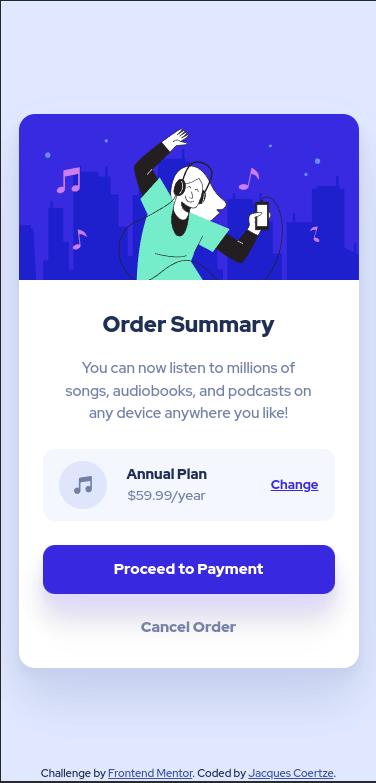 Order Summary
You can now listen to millions of
songs, audiobooks, and podcasts on
any device anywhere you like!
Annual Plan
$59.99/year
Change
Proceed to Payment
Cancel Order
Challenge by Frontend Mentor. Coded by Jacques Coertze.